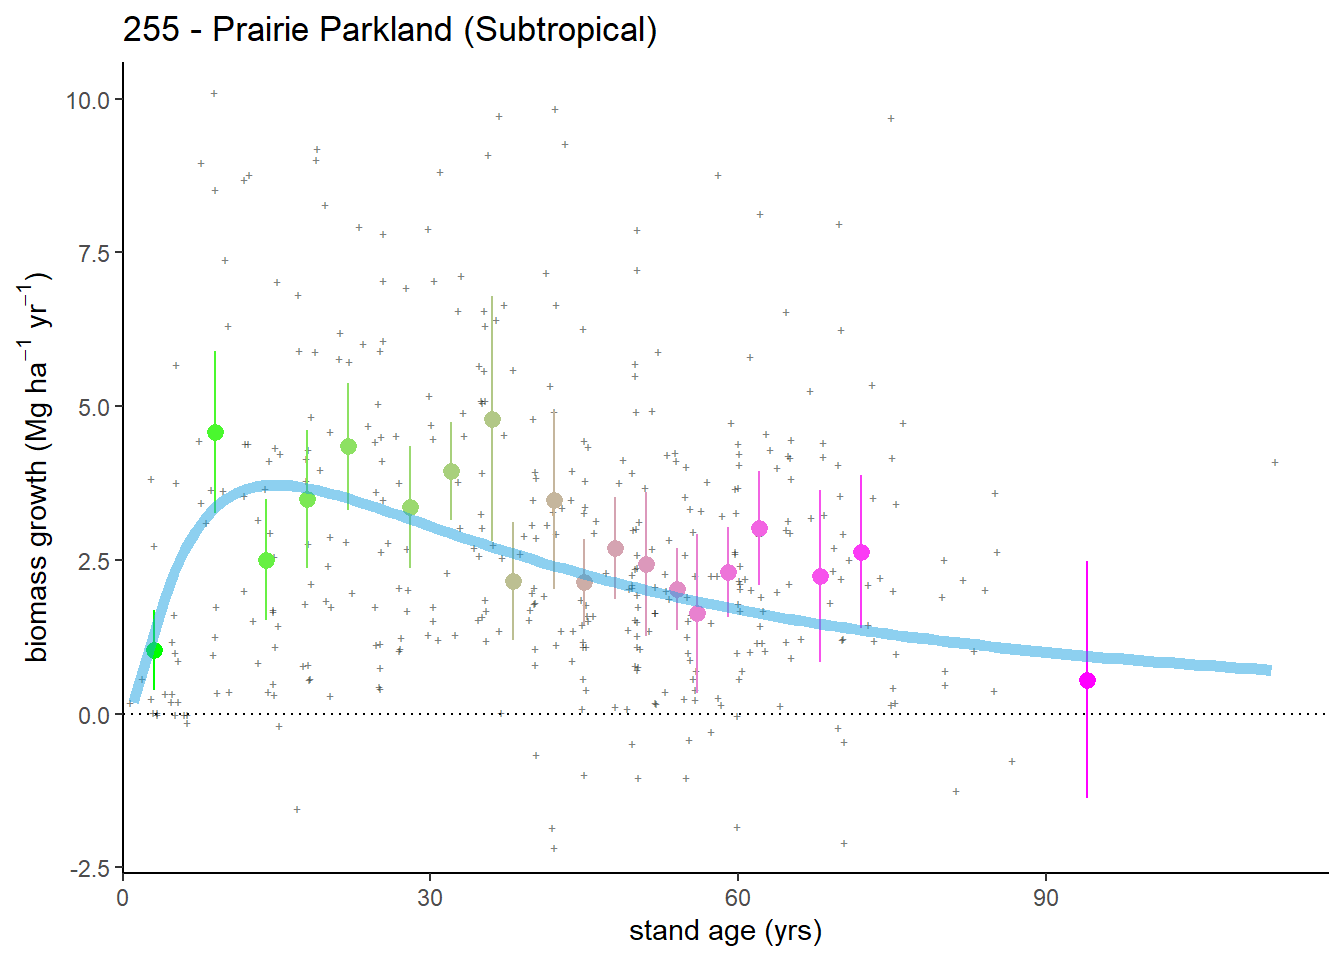 255 - Prairie Parkland (Subtropical)
biomass growth (Mg ha⁻¹ yr⁻¹)
10.0
7.5
5.0
2.5
0.0
-2.5
0 30 60 90
stand age (yrs)